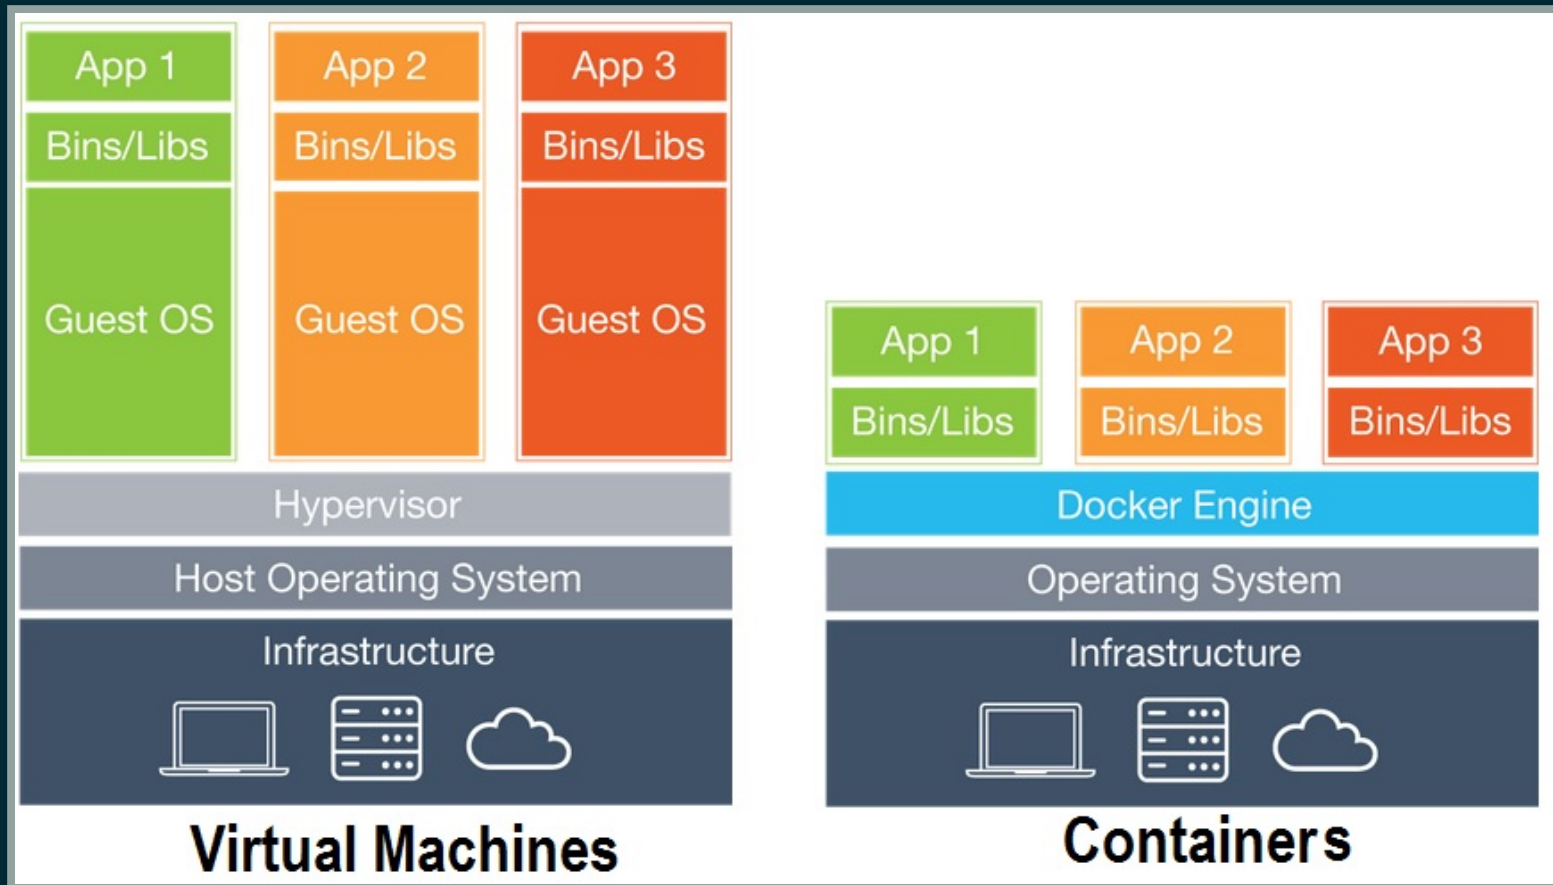 App 1
App 2
App 3
Bins/Libs
Bins/Libs
Bins/Libs
Guest OS
Guest OS
Guest OS
Hypervisor
Host Operating System
Infrastructure
Virtual Machines
App 1
App 2
App 3
Bins/Libs
Bins/Libs
Bins/Libs
Docker Engine
Operating System
Infrastructure
Containers